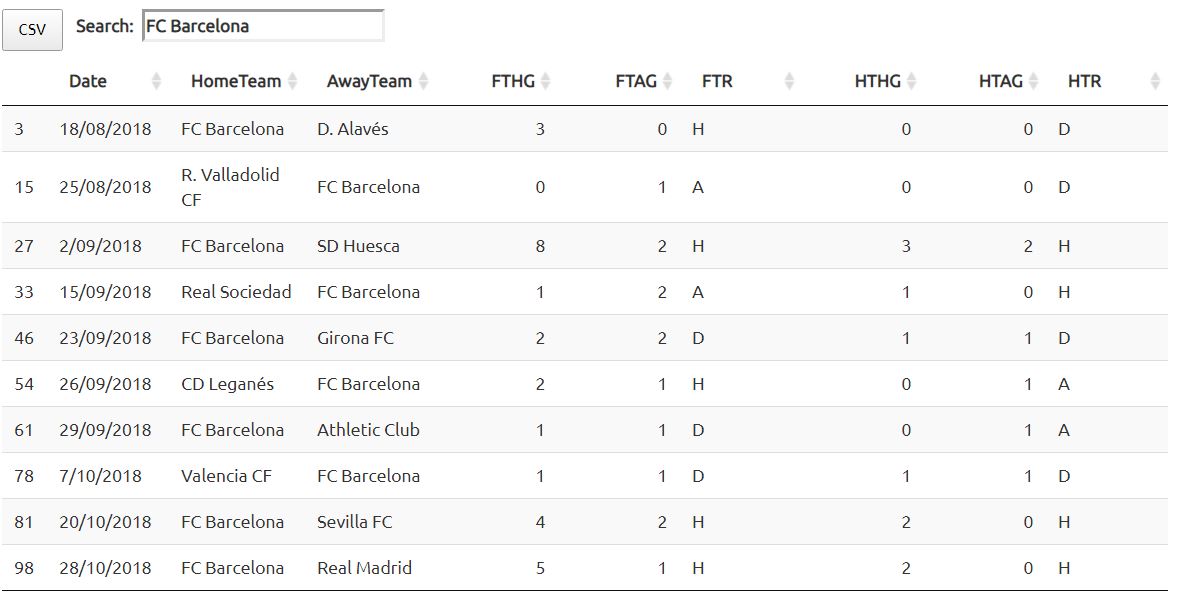 CSV Search: FC Barcelona
Date HomeTeam AwayTeam FTHG FTAG FTR HTHG HTAG HTR
3 18/08/2018 FC Barcelona D. Alavés 3 0 H 0 0 D
15 25/08/2018 R. Valladolid CF FC Barcelona 0 1 A 0 0 D
27 2/09/2018 FC Barcelona SD Huesca 8 2 H 3 2 H
33 15/09/2018 Real Sociedad FC Barcelona 1 2 A 1 0 H
46 23/09/2018 FC Barcelona Girona FC 2 2 D 1 1 D
54 26/09/2018 CD Leganés FC Barcelona 2 1 H 0 1 A
61 29/09/2018 FC Barcelona Athletic Club 1 1 D 0 1 A
78 7/10/2018 Valencia CF FC Barcelona 1 1 D 1 1 D
81 20/10/2018 FC Barcelona Sevilla FC 4 2 H 2 0 H
98 28/10/2018 FC Barcelona Real Madrid 5 1 H 2 0 H